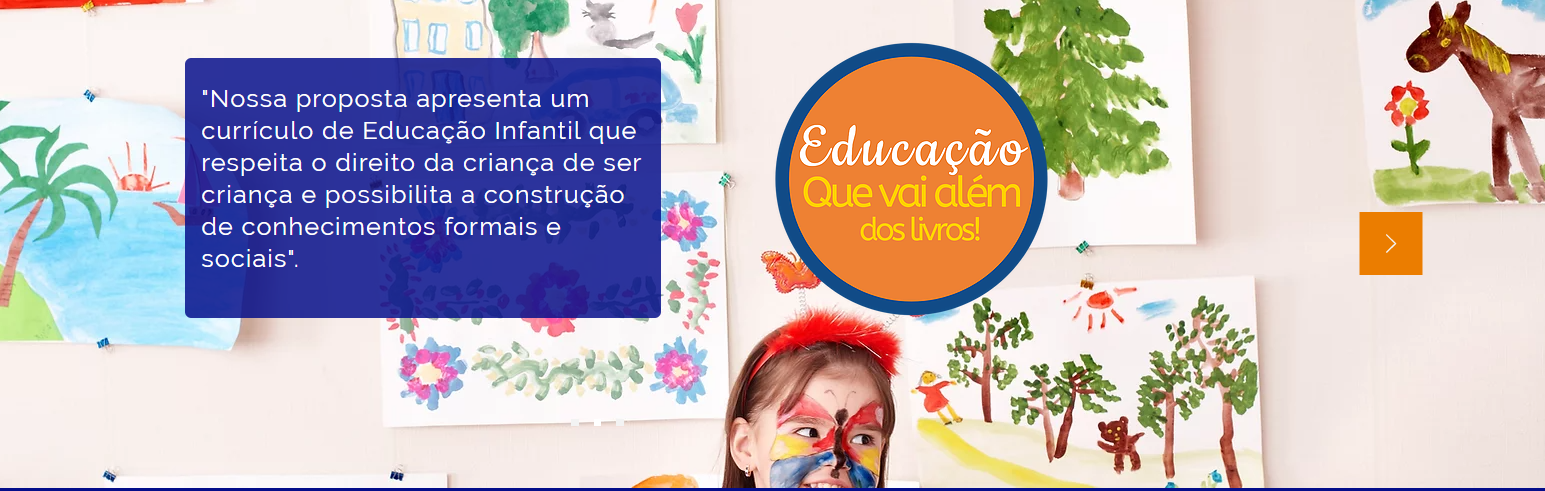 "Nossa proposta apresenta um
currículo de Educação Infantil que
respeita o direito da criança de ser
criança e possibilita a construção
de conhecimentos formais e
sociais".
Educação
Que vai além
dos livros!